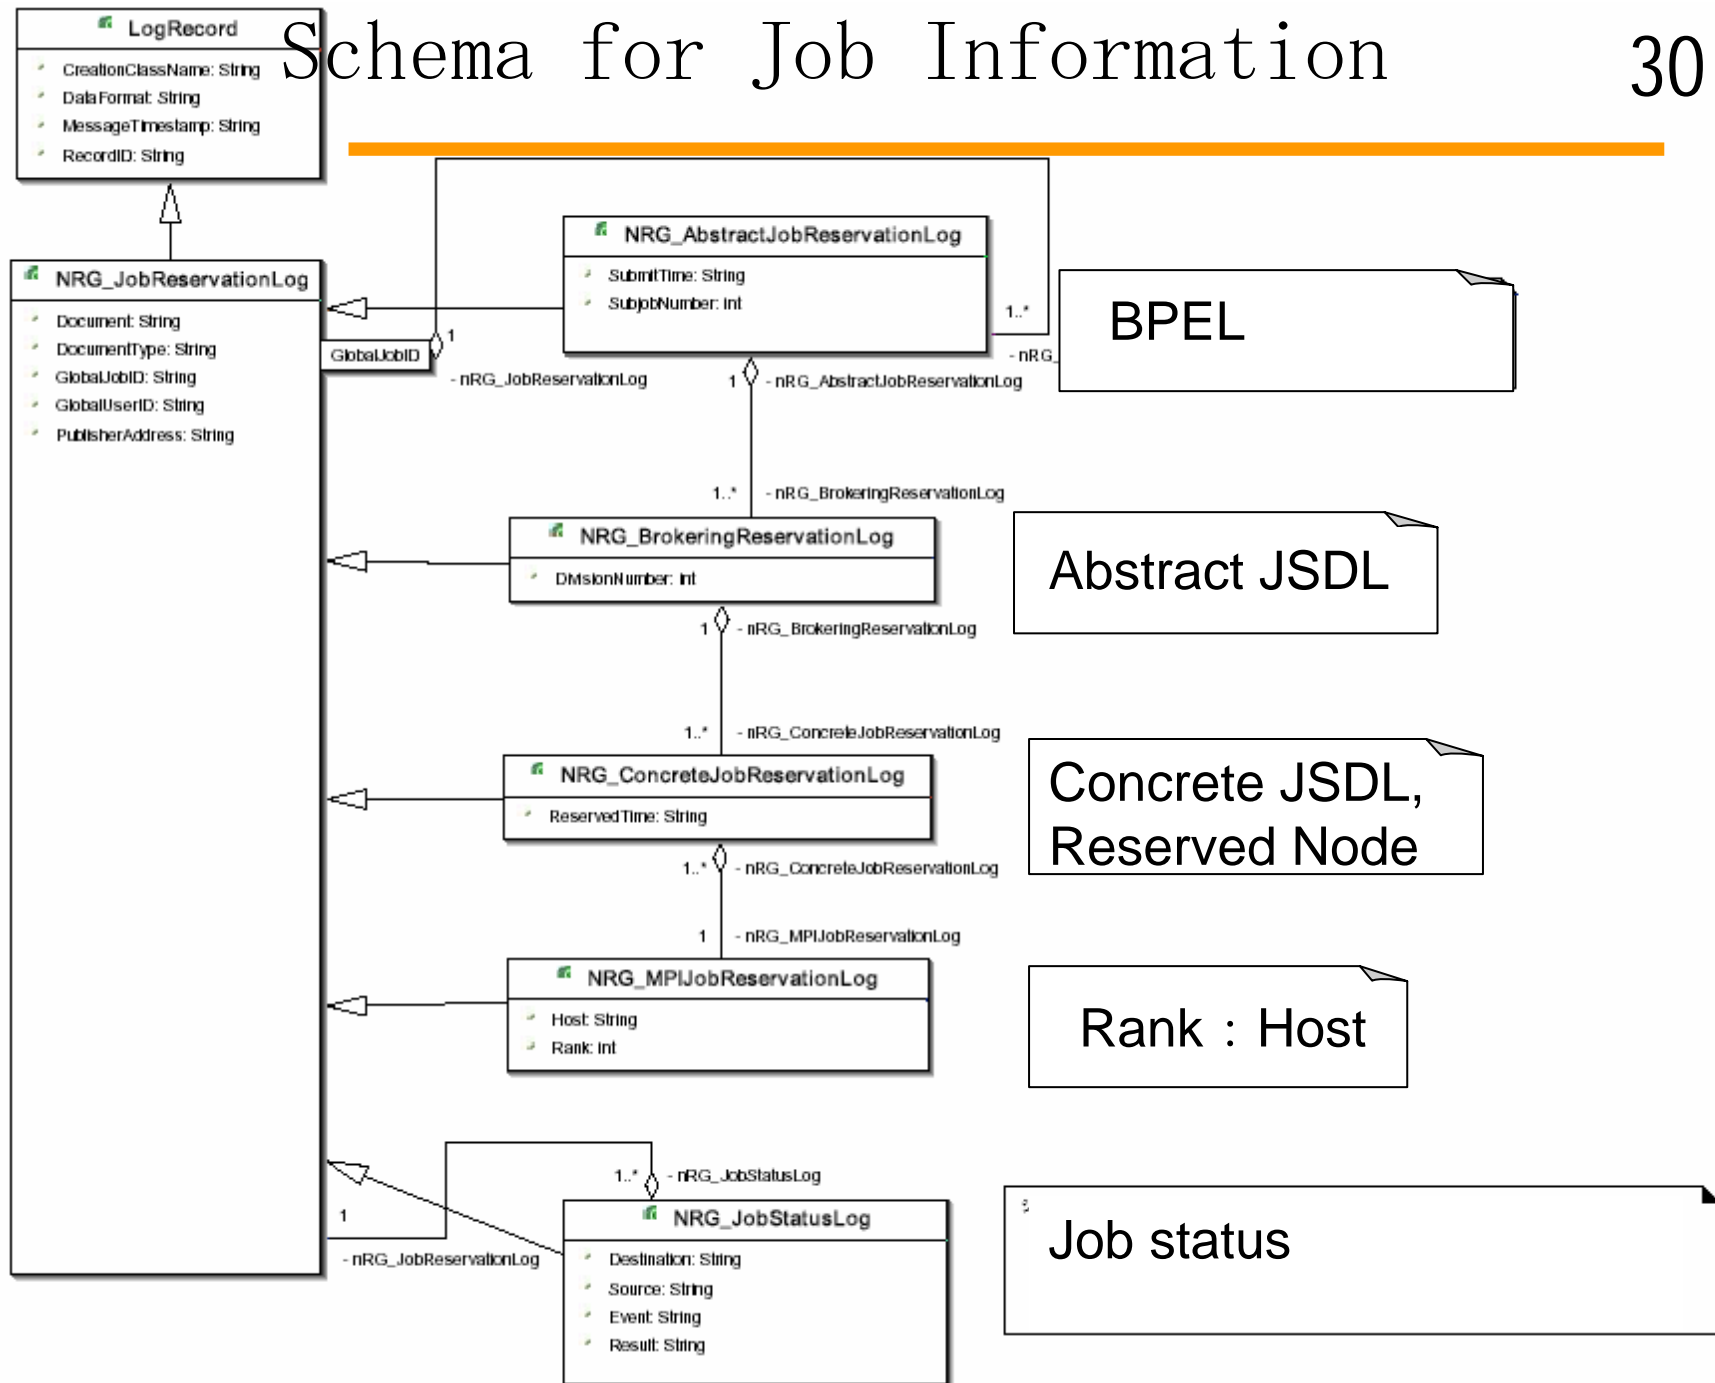 Schema for Job Information
30
LogRecord
CreationClassName: String
DataFormat: String
MessageTimestamp: String
RecordID: String
NRG_JobReservationLog
Document: String
DocumentType: String
GlobalJobID: String
GlobalUserID: String
PublisherAddress: String
GlobalJobID
1
- nRG_JobReservationLog
NRG_AbstractJobReservationLog
SubmitTime: String
SubjobNumber: int
1..*
- nRG_
BPEL
1
- nRG_AbstractJobReservationLog
1..*
- nRG_BrokeringReservationLog
NRG_BrokeringReservationLog
DivisionNumber: int
Abstract JSDL
1
- nRG_BrokeringReservationLog
1..*
- nRG_ConcreteJobReservationLog
NRG_ConcreteJobReservationLog
ReservedTime: String
Concrete JSDL,
Reserved Node
1..*
- nRG_ConcreteJobReservationLog
1
- nRG_MPIJobReservationLog
NRG_MPIJobReservationLog
Host: String
Rank: int
Rank : Host
1..*
- nRG_JobStatusLog
1
- nRG_JobReservationLog
NRG_JobStatusLog
Destination: String
Source: String
Event: String
Result: String
Job status